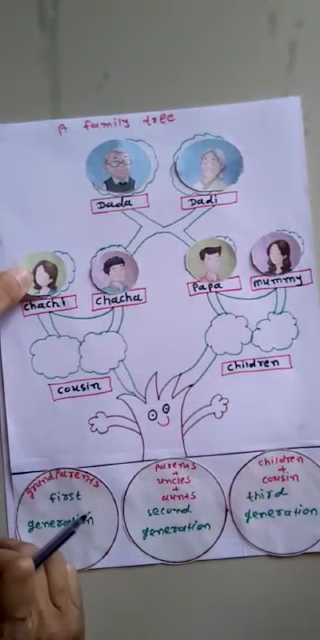 A family tree
Dada
Dadi
chachi
chacha
Papa
mummy
cousin
children
grandparents
first
generation
parents
+
uncles
+
aunts
second
generation
children
+
cousin
third
generation